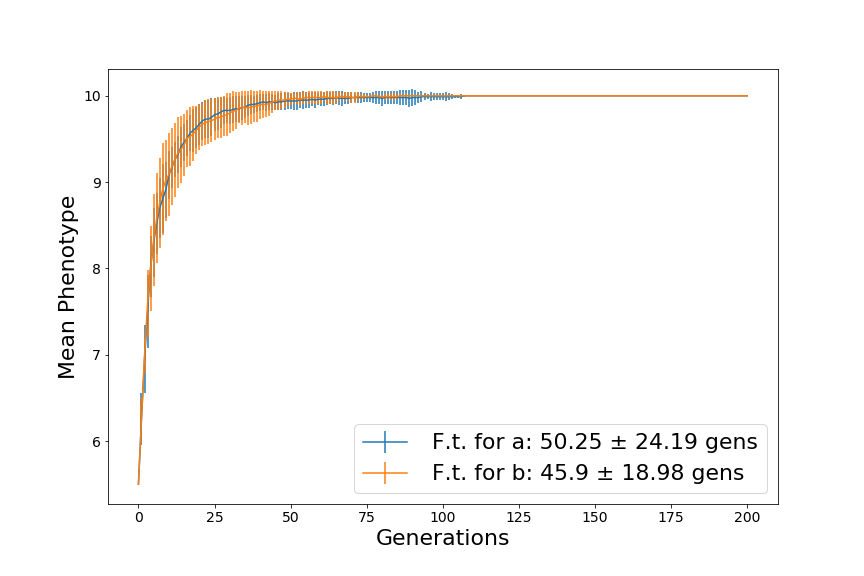 10
9
8
7
6
Mean Phenotype
F.t. for a: 50.25 ± 24.19 gens
F.t. for b: 45.9 ± 18.98 gens
0 25 50 75 100 125 150 175 200
Generations